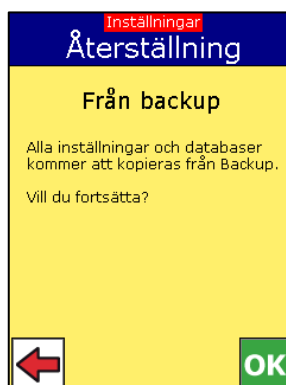 Inställningar
Återställning
Från backup
Alla inställningar och databaser
kommer att kopieras från Backup.
Vill du fortsätta?
OK